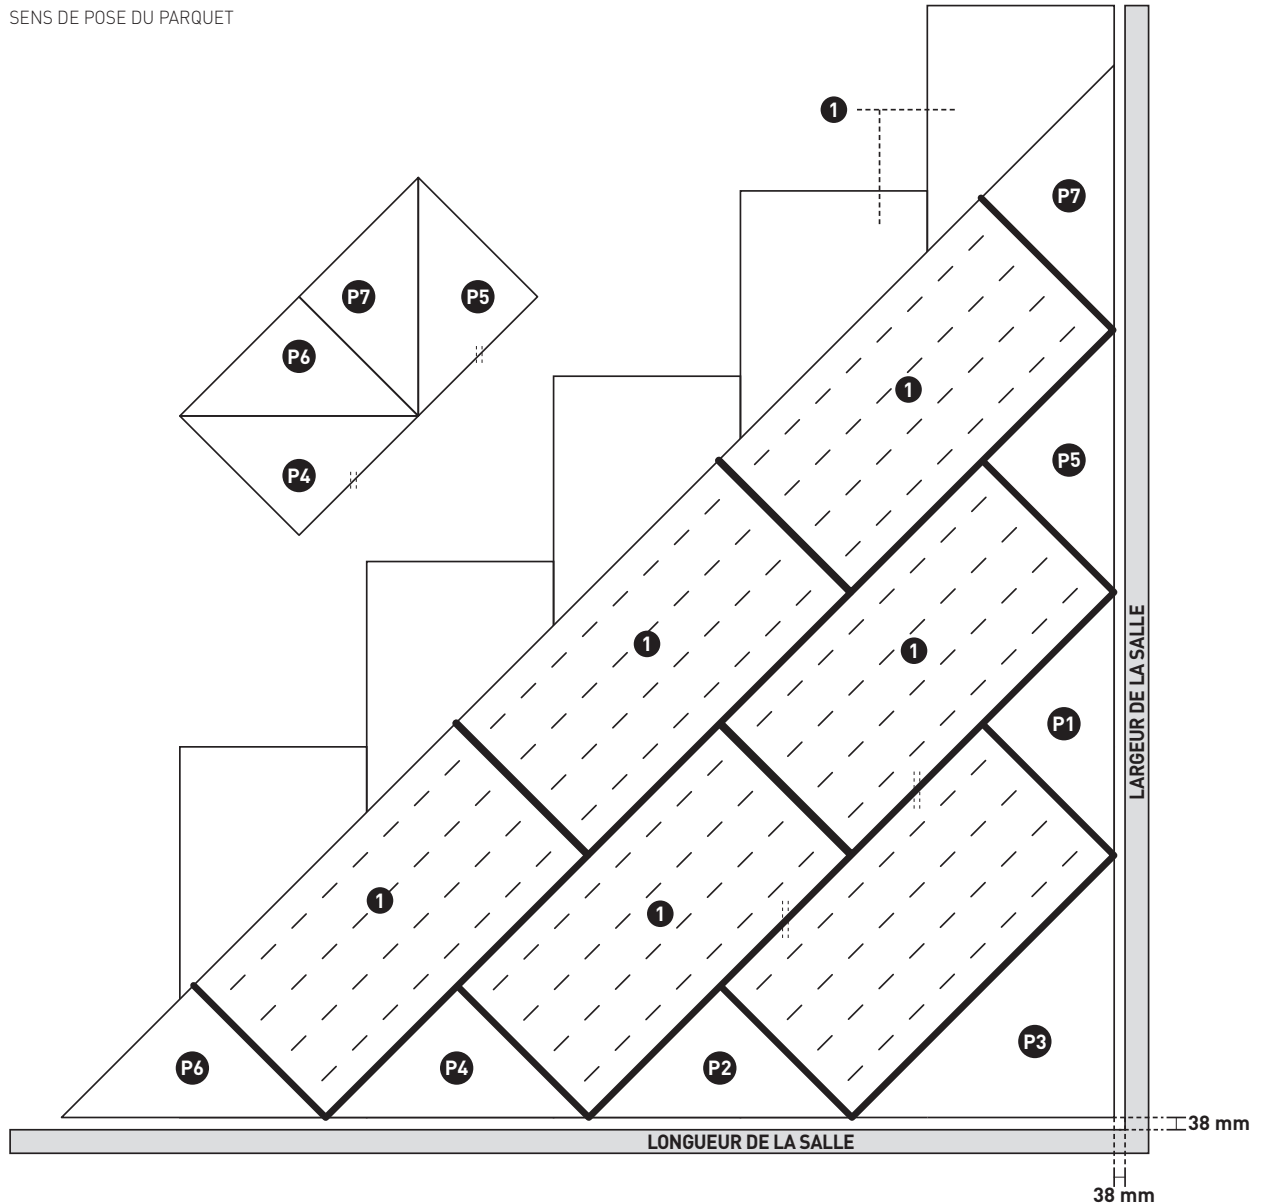 SENS DE POSE DU PARQUET
1
P7
P7
P5
P6
P4
1
P5
1
1
P1
1
1
P3
P6
P4
P2
LARGEUR DE LA SALLE
38 mm
LONGUEUR DE LA SALLE
38 mm